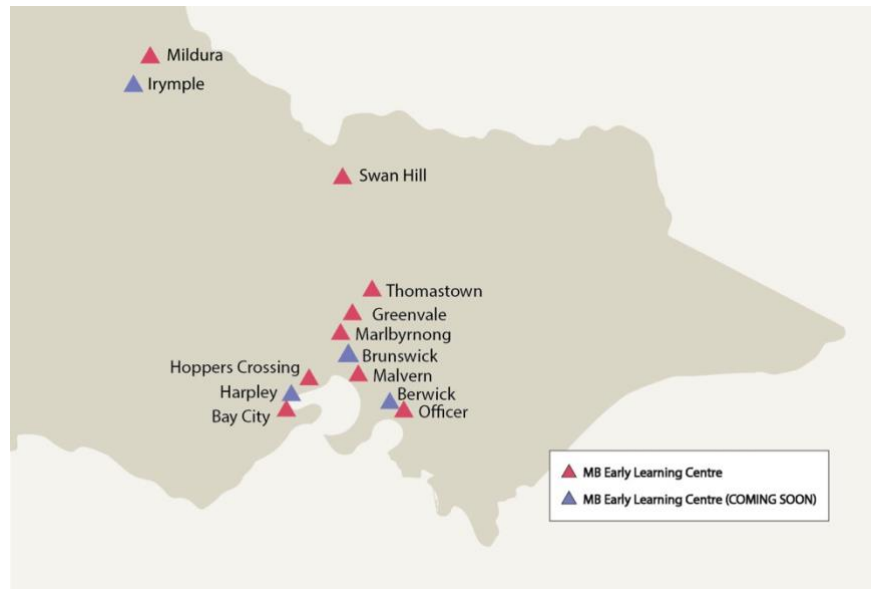 Mildura
Irymple
Swan Hill
Thomastown
Greenvale
Marlbyrnong
Brunswick
Hoppers Crossing
Malvern
Harpley
Berwick
Bay City
Officer
MB Early Learning Centre
MB Early Learning Centre (COMING SOON)